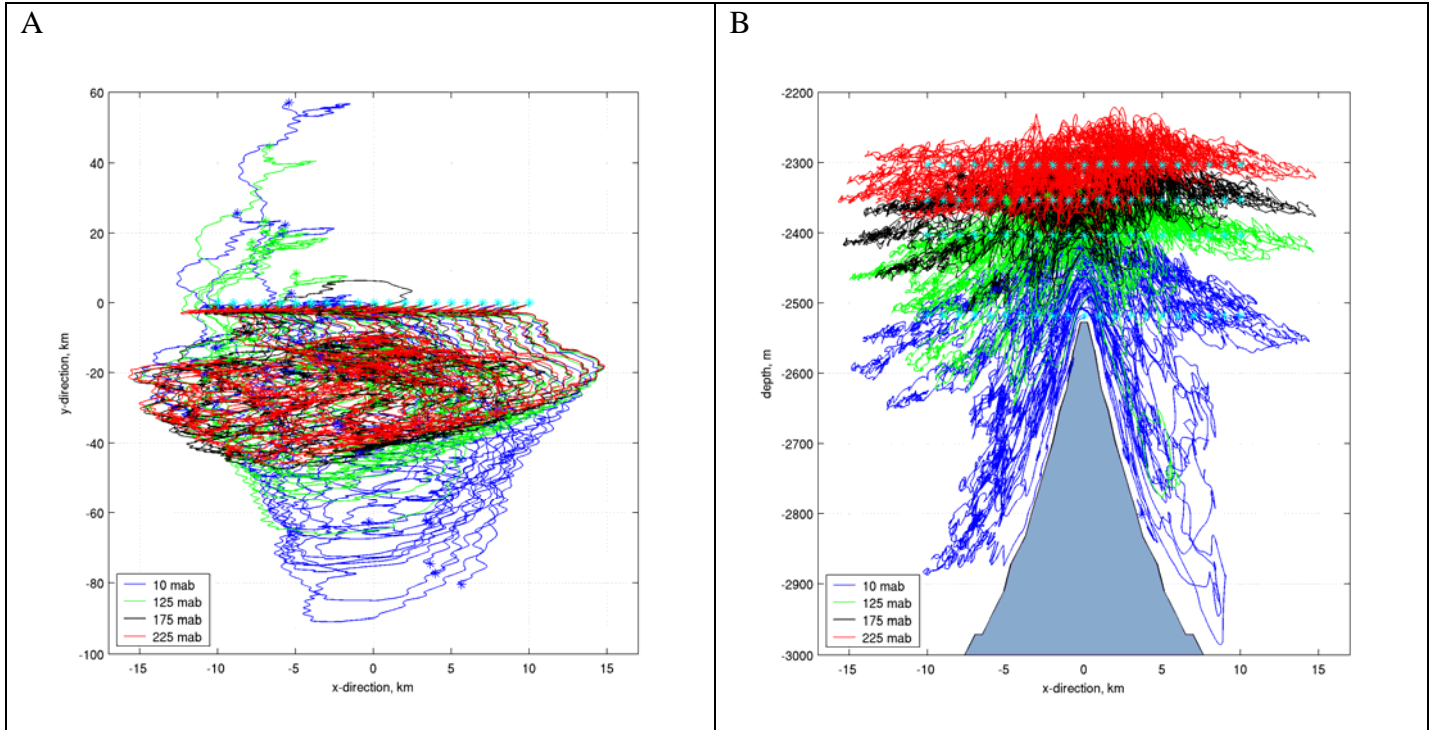 A
60
40
20
0
-20
-40
-60
-80
-100
y-direction, km
-15
-10
-5
0
5
10
15
x-direction, km
10 mab
125 mab
175 mab
225 mab
B
-2200
-2300
-2400
-2500
-2600
-2700
-2800
-2900
-3000
depth, m
-15
-10
-5
0
5
10
15
x-direction, km
10 mab
125 mab
175 mab
225 mab